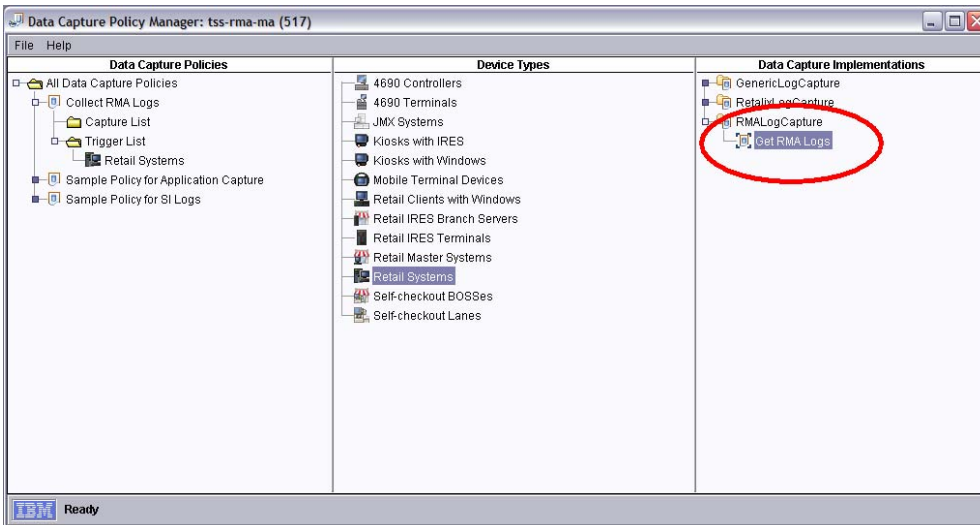 Data Capture Policy Manager: tss-rma-ma (517)
File Help
Data Capture Policies
All Data Capture Policies
Collect RMA Logs
Capture List
Trigger List
Retail Systems
Sample Policy for Application Capture
Sample Policy for SI Logs
Device Types
4690 Controllers
4690 Terminals
JMX Systems
Kiosks with IRES
Kiosks with Windows
Mobile Terminal Devices
Retail Clients with Windows
Retail IRES Branch Servers
Retail IRES Terminals
Retail Master Systems
Retail Systems
Self-checkout BOSSes
Self-checkout Lanes
Data Capture Implementations
GenericLogCapture
RetalixLogCapture
RMALogCapture
Get RMA Logs
IBM Ready